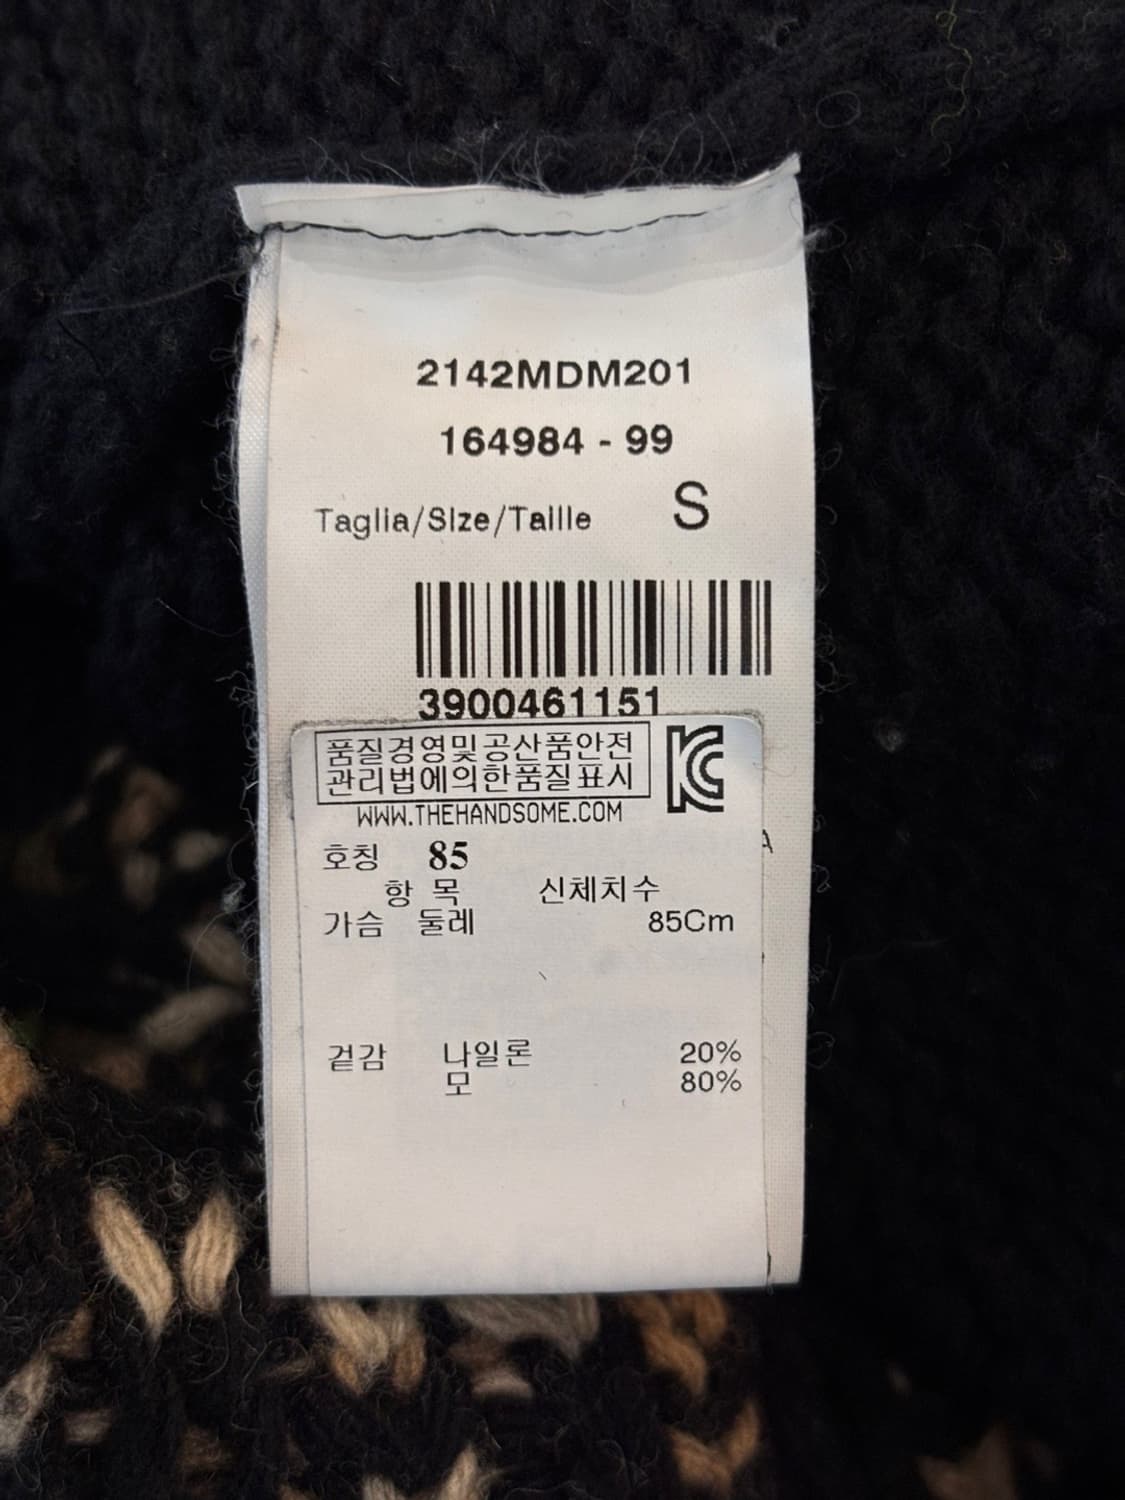 2142MDM201
164984 - 99
Taglia/Size/Taille S
3900461151
품질경영및공산품안전
관리법에의한품질표시
WWW.THEHANDSOME.COM
호칭 85
항 목 신체치수
가슴 둘레 85Cm
겉감 나일론 20%
모 80%